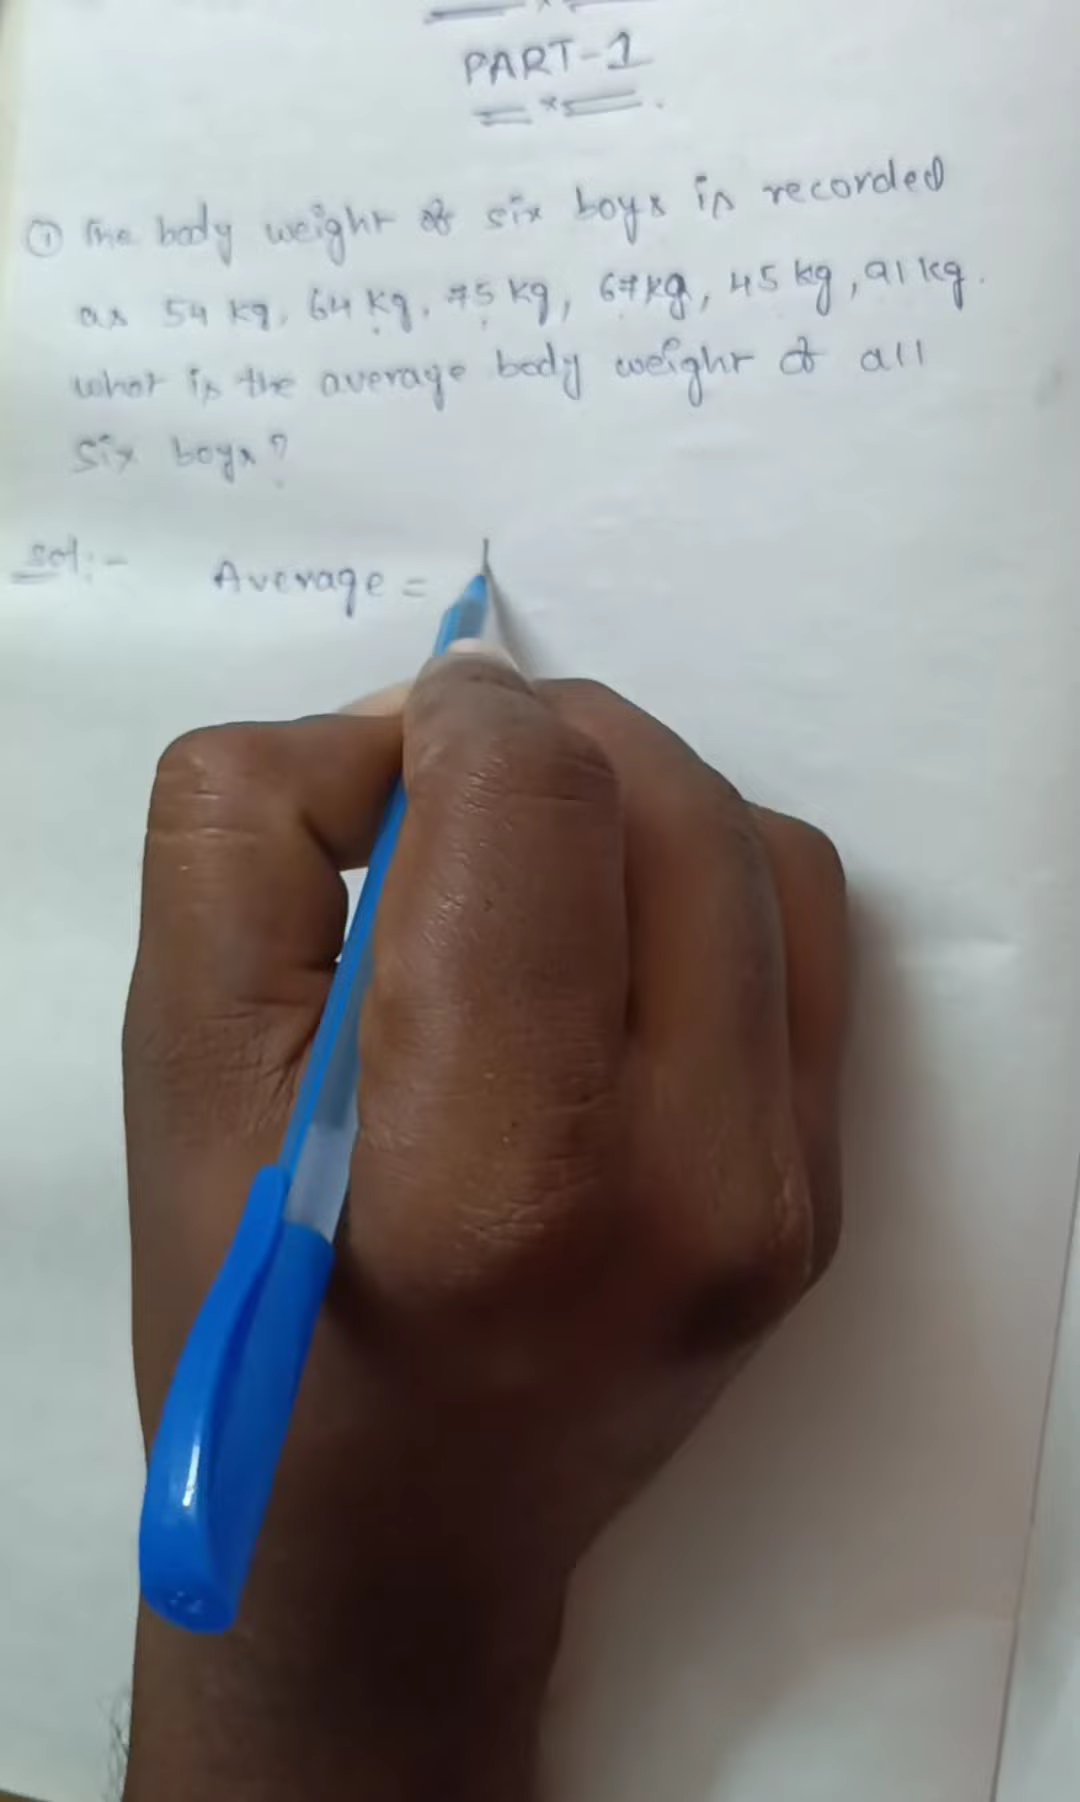 PART-1
① The body weight of six boys is recorded
as 54 kg, 64 kg, 75 kg, 67 kg, 45 kg, 91 kg.
what is the average body weight of all
six boys?
Sol:- Average =